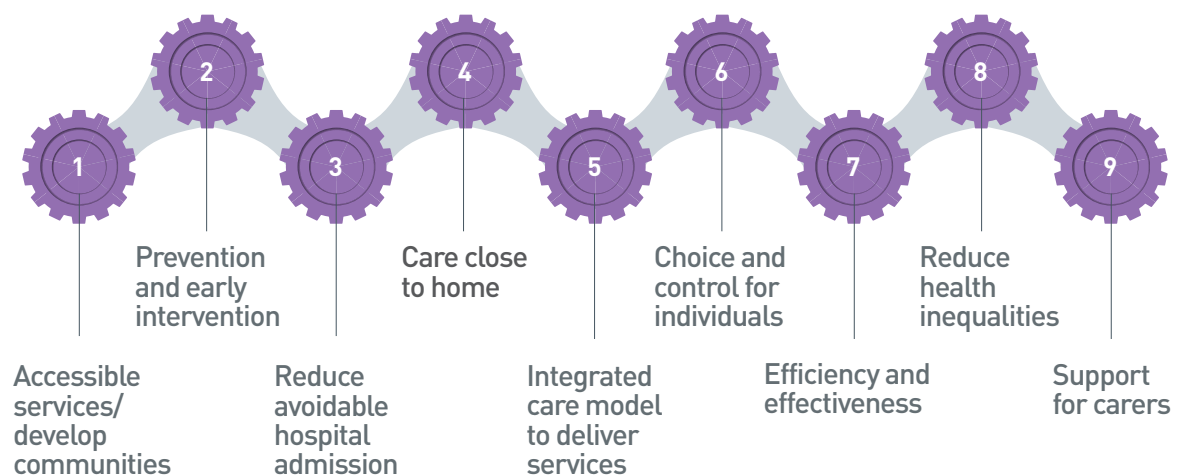 1
Accessible
services/
develop
communities
2
Prevention
and early
intervention
3
Reduce
avoidable
hospital
admission
4
Care close
to home
5
Integrated
care model
to deliver
services
6
Choice and
control for
individuals
7
Efficiency and
effectiveness
8
Reduce
health
inequalities
9
Support
for carers